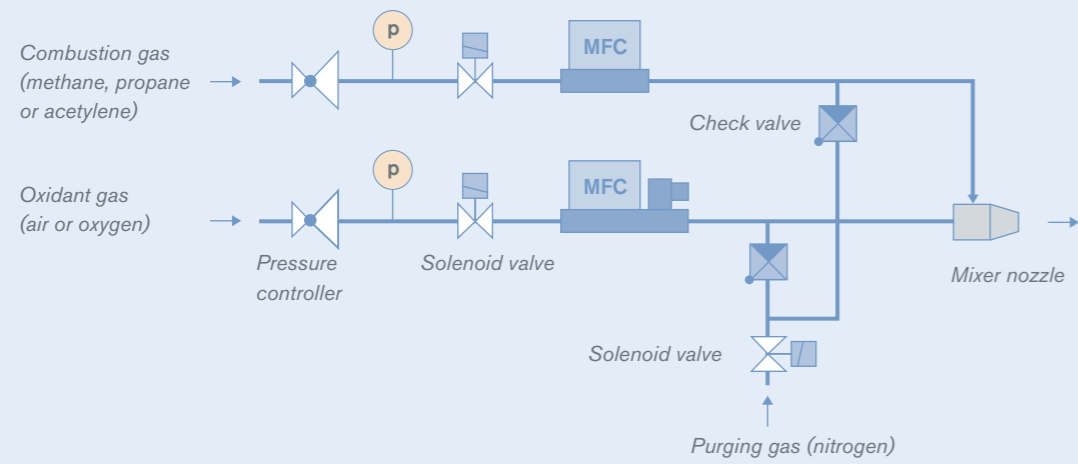 Combustion gas
(methane, propane
or acetylene)
p
MFC
Check valve
Oxidant gas
(air or oxygen)
p
MFC
Pressure
controller
Solenoid valve
Mixer nozzle
Solenoid valve
Purging gas (nitrogen)